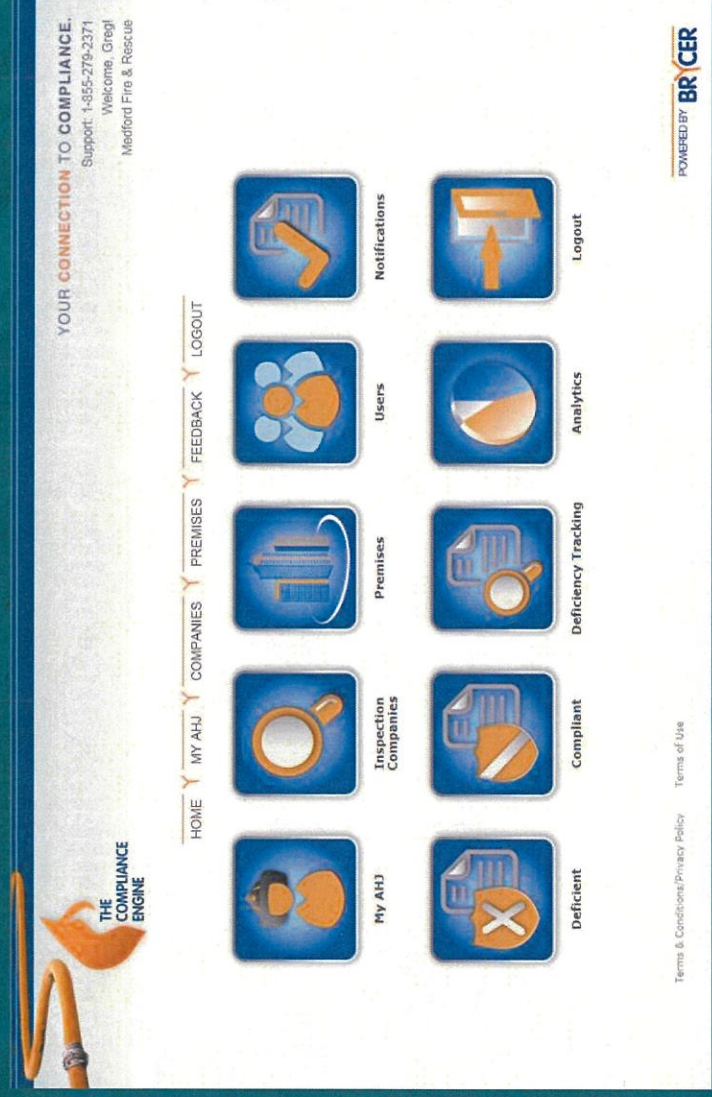 YOUR CONNECTION TO COMPLIANCE.
Support: 1-855-279-2371
Welcome, Greg!
Medford Fire & Rescue
THE
COMPLIANCE
ENGINE
HOME MY AHJ COMPANIES PREMISES FEEDBACK LOGOUT
My AHJ
Inspection
Companies
Premises
Users
Notifications
Deficient
Compliant
Deficiency Tracking
Analytics
Logout
Terms & Conditions/Privacy Policy Terms of Use
POWERED BY BRYCER